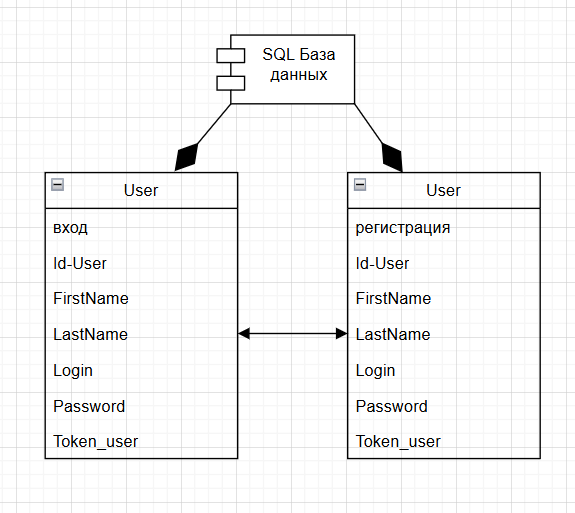 SQL База
данных
User
вход
Id-User
FirstName
LastName
Login
Password
Token_user
User
регистрация
Id-User
FirstName
LastName
Login
Password
Token_user